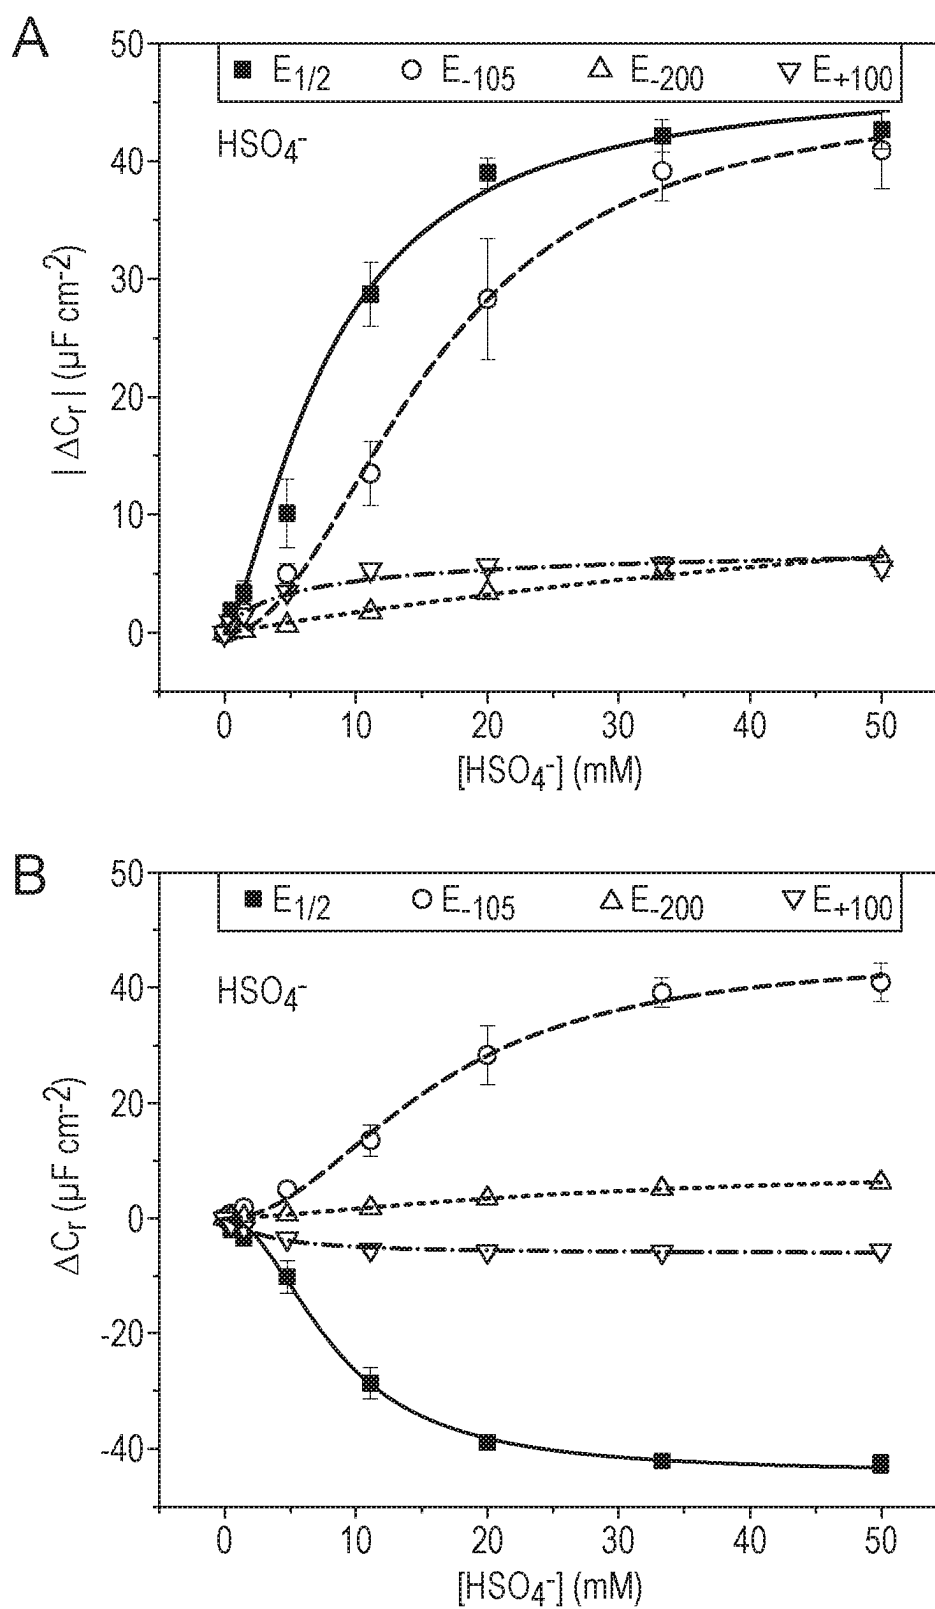 A
E1/2 E-105 E-200 E+100
HSO4-
50
40
30
20
10
0
|ΔCr| (µF cm-2)
0 10 20 30 40 50
[HSO4-] (mM)
B
E1/2 E-105 E-200 E+100
HSO4-
50
40
20
0
-20
-40
ΔCr (µF cm-2)
0 10 20 30 40 50
[HSO4-] (mM)